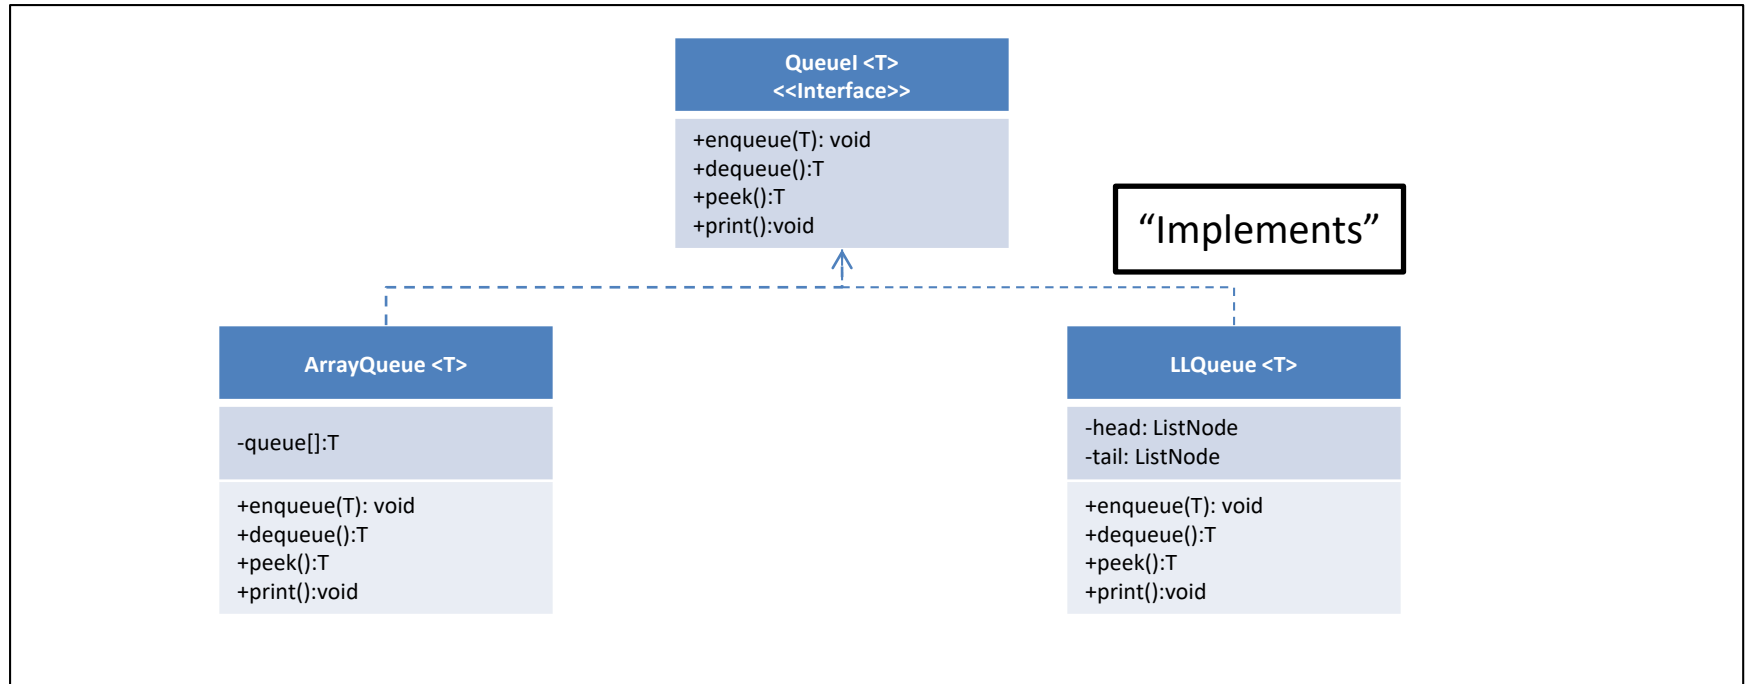 QueueI <T>
<<Interface>>
+enqueue(T): void
+dequeue():T
+peek():T
+print():void
“Implements”
ArrayQueue <T>
-queue[]:T
+enqueue(T): void
+dequeue():T
+peek():T
+print():void
LLQueue <T>
-head: ListNode
-tail: ListNode
+enqueue(T): void
+dequeue():T
+peek():T
+print():void